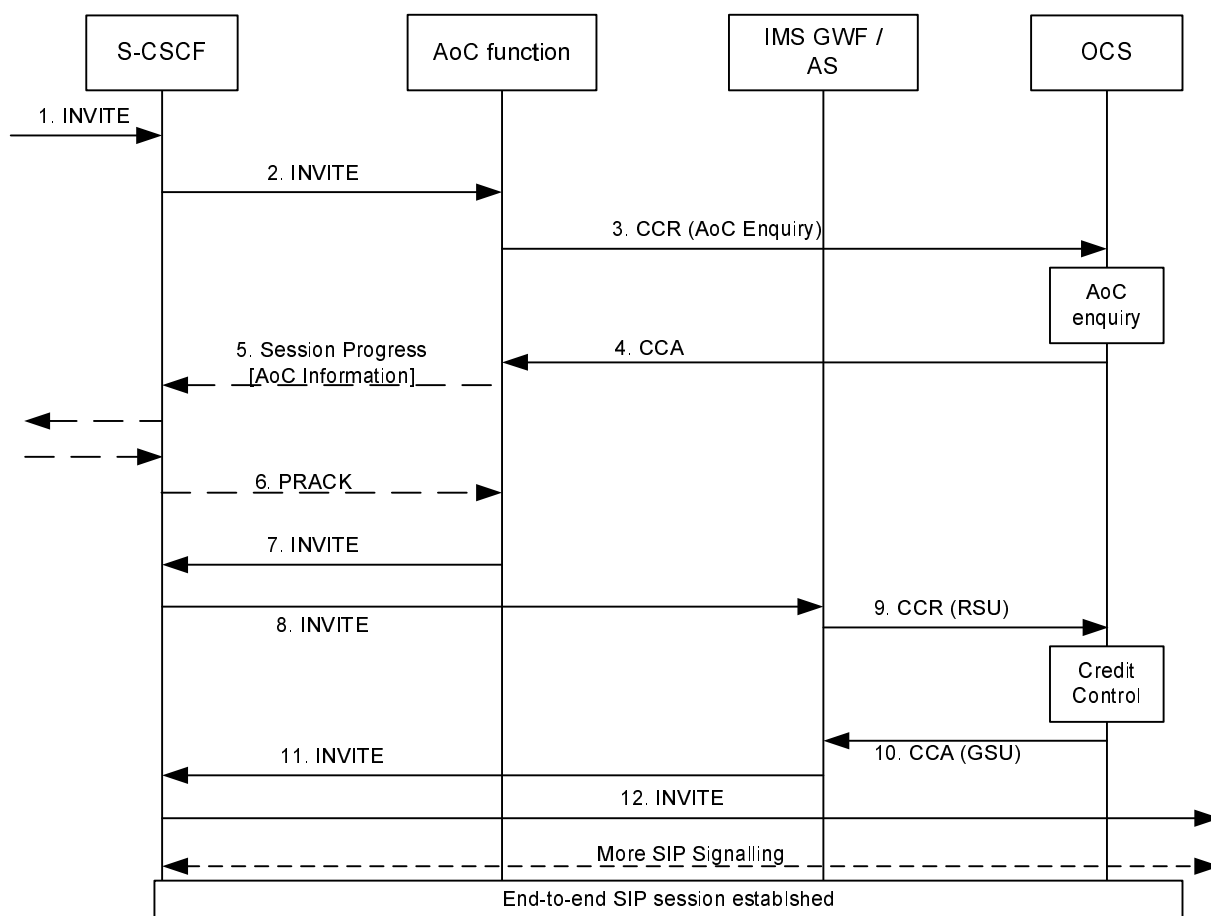 S-CSCF
AoC function
IMS GWF /
AS
OCS
1. INVITE
2. INVITE
3. CCR (AoC Enquiry)
AoC
enquiry
4. CCA
5. Session Progress
[AoC Information]
6. PRACK
7. INVITE
8. INVITE
9. CCR (RSU)
Credit
Control
10. CCA (GSU)
11. INVITE
12. INVITE
More SIP Signalling
End-to-end SIP session establshed